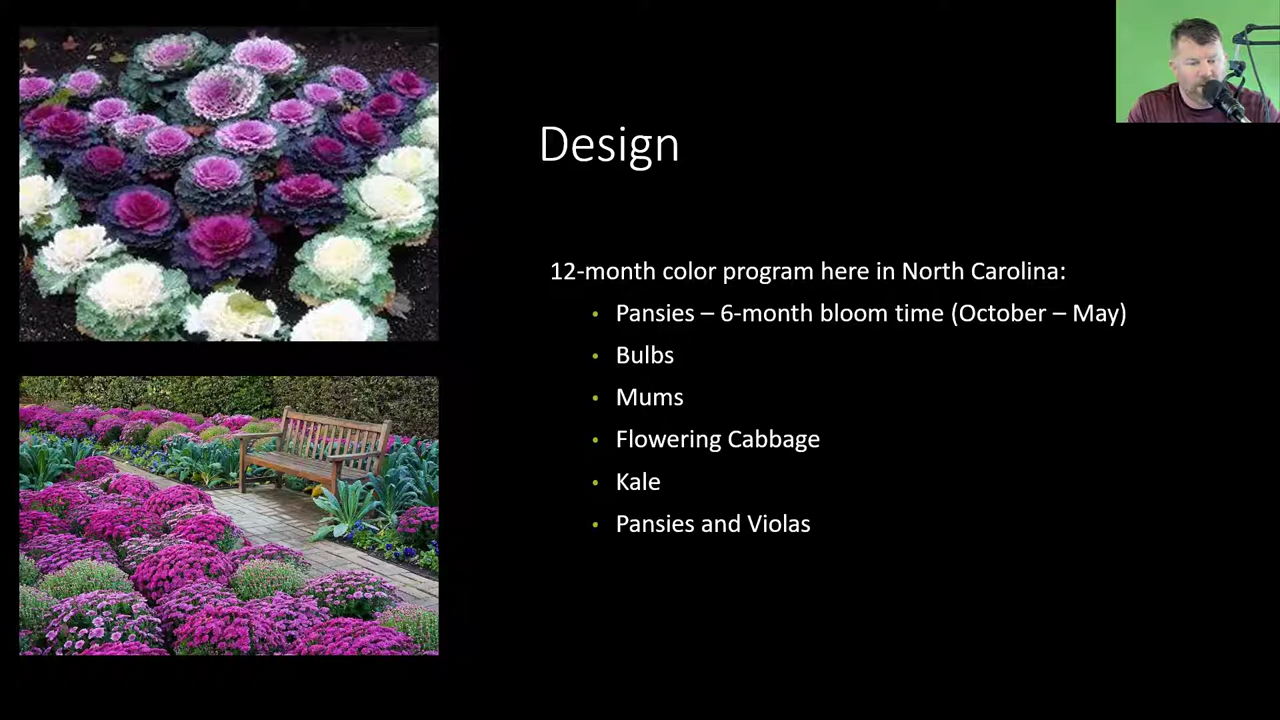 Design
12-month color program here in North Carolina:
• Pansies – 6-month bloom time (October – May)
• Bulbs
• Mums
• Flowering Cabbage
• Kale
• Pansies and Violas